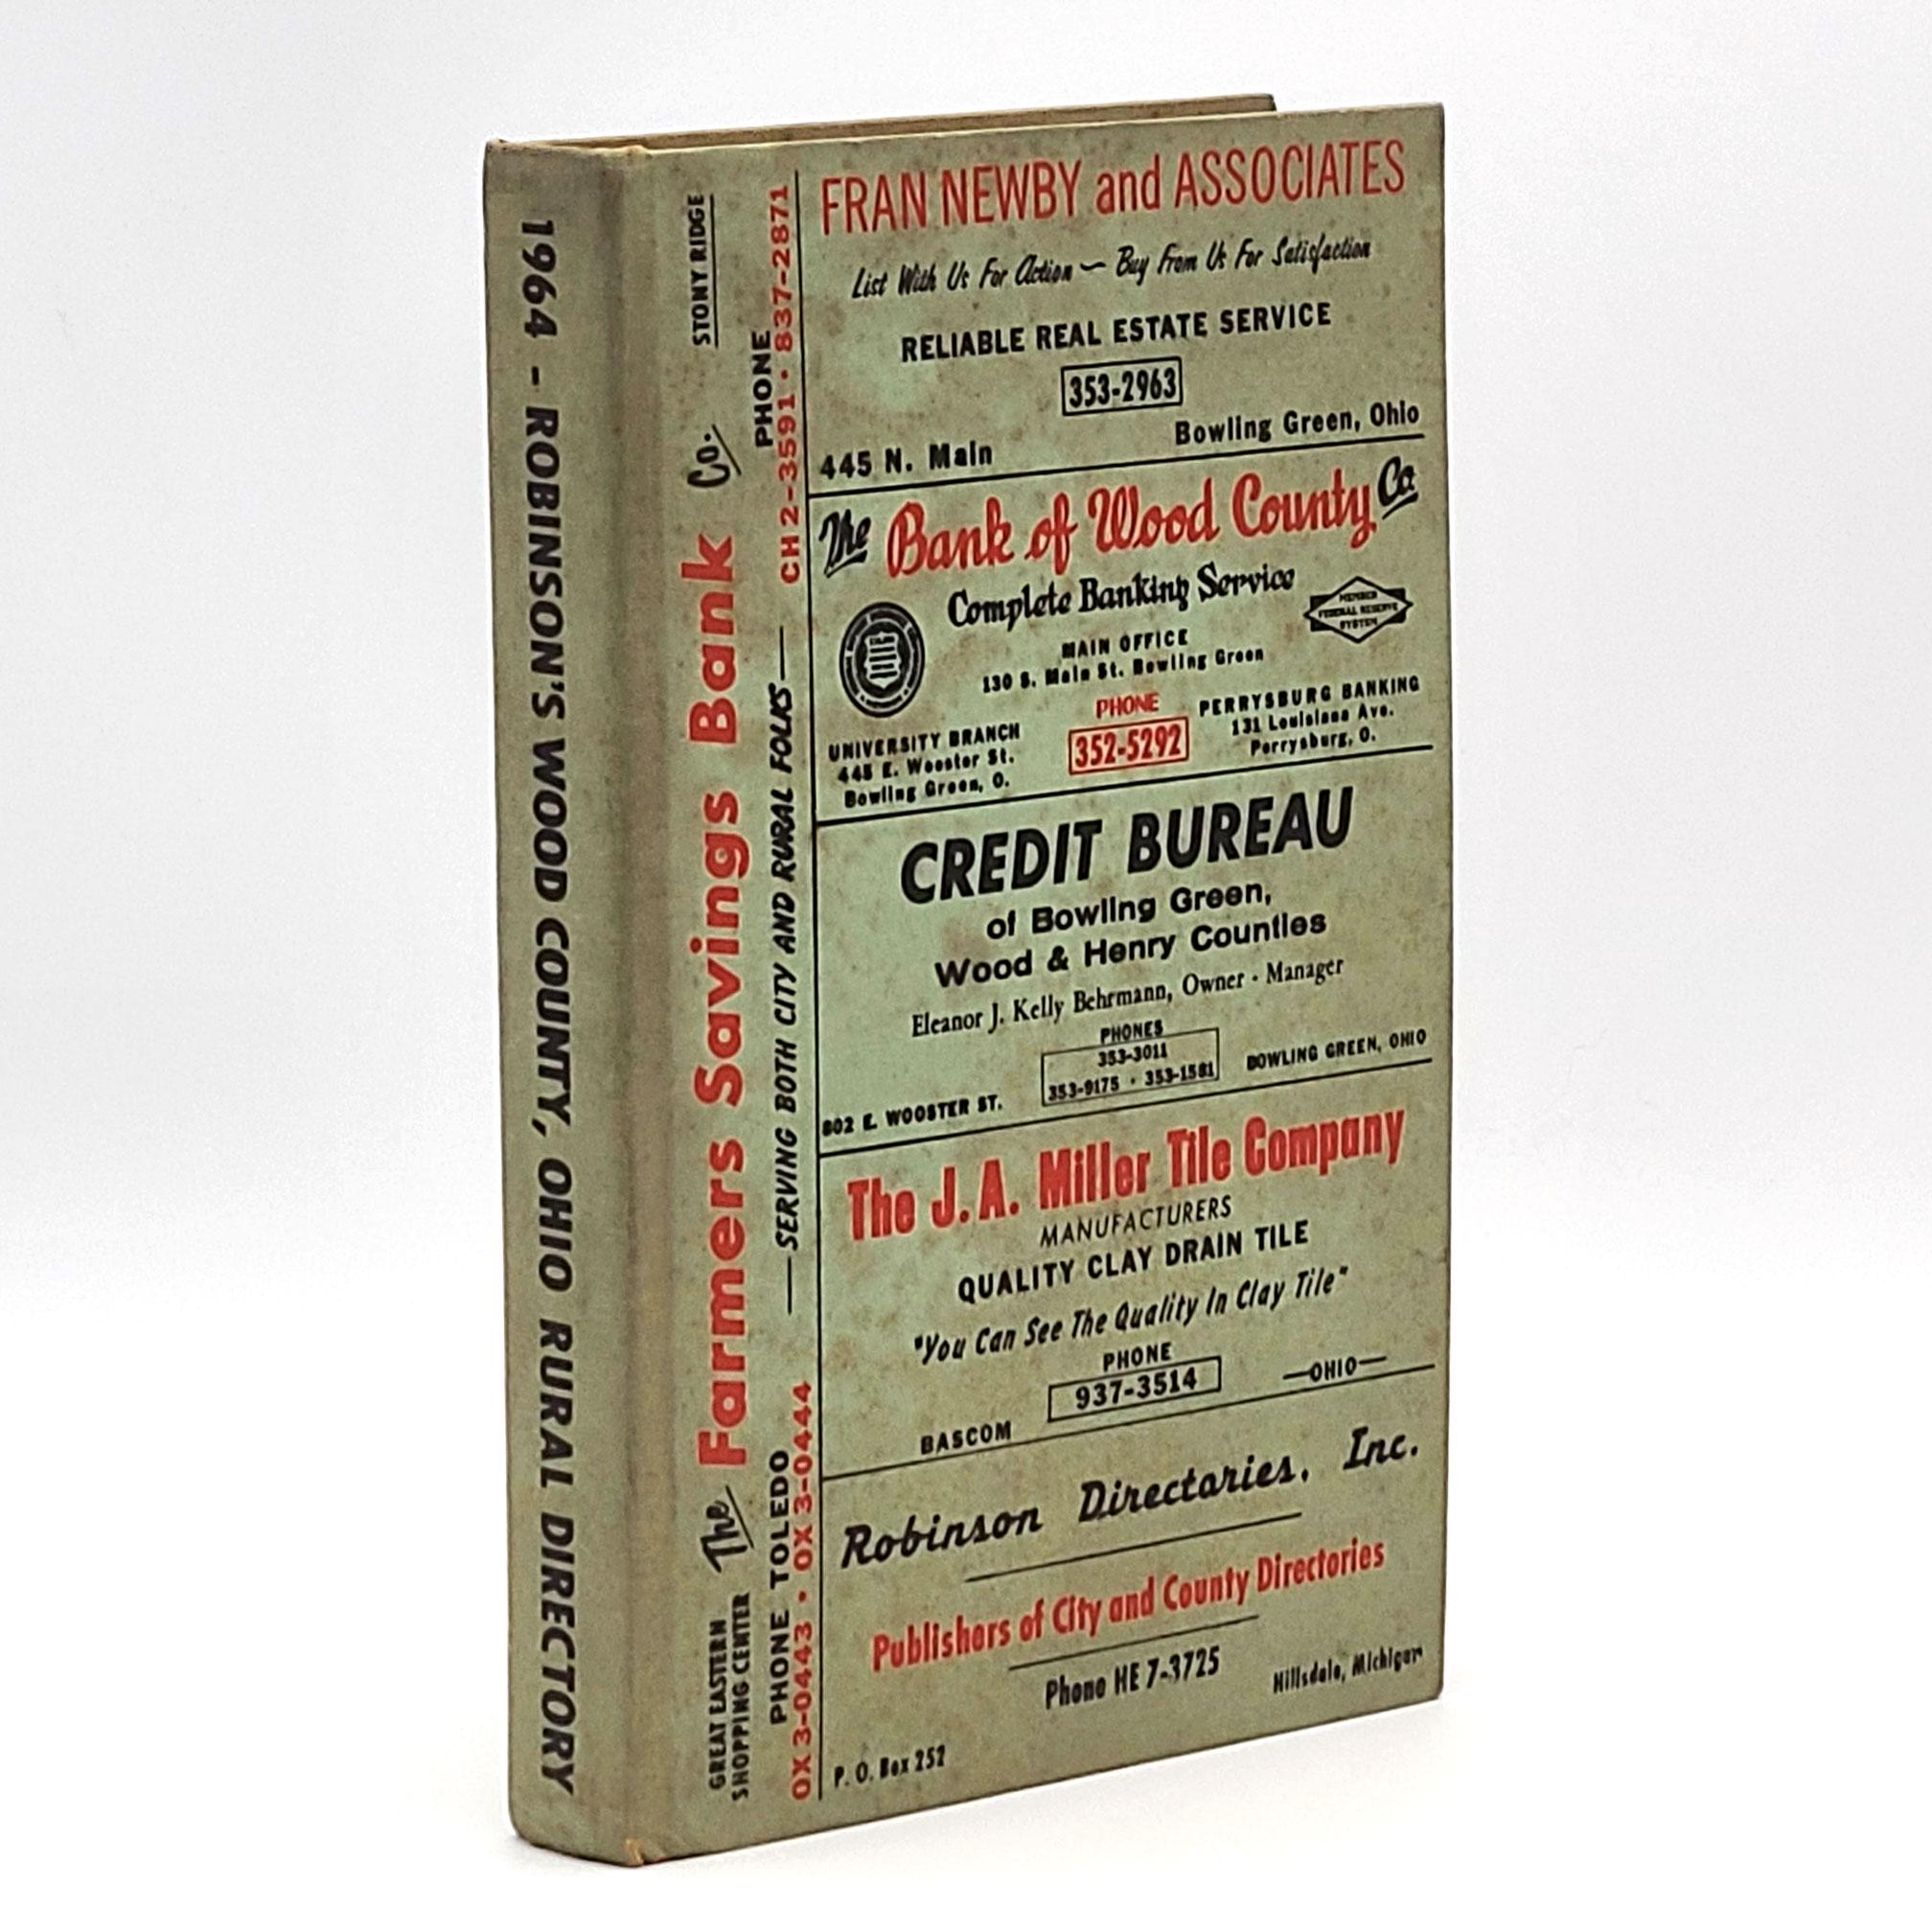 1964 - ROBINSON'S WOOD COUNTY, OHIO RURAL DIRECTORY
GREAT EASTERN
SHOPPING CENTER
The Farmers Savings Bank Co.
STONY RIDGE
PHONE TOLEDO
OX 3-0443 • OX 3-0444
—SERVING BOTH CITY AND RURAL FOLKS—
PHONE
CH 2-3591 • 837-2871
FRAN NEWBY and ASSOCIATES
List With Us For Action — Buy From Us For Satisfaction
RELIABLE REAL ESTATE SERVICE
353-2963
445 N. Main
Bowling Green, Ohio
The Bank of Wood County Co
Complete Banking Service
MEMBER
FEDERAL RESERVE
SYSTEM
MAIN OFFICE
130 S. Main St. Bowling Green
UNIVERSITY BRANCH
445 E. Wooster St.
Bowling Green, O.
PHONE
352-5292
PERRYSBURG BANKING
131 Louisiana Ave.
Perrysburg, O.
CREDIT BUREAU
of Bowling Green,
Wood & Henry Counties
Eleanor J. Kelly Behrmann, Owner - Manager
PHONES
353-3011
353-9175 • 353-1581
802 E. WOOSTER ST.
BOWLING GREEN, OHIO
The J. A. Miller Tile Company
MANUFACTURERS
QUALITY CLAY DRAIN TILE
"You Can See The Quality In Clay Tile"
PHONE
937-3514
BASCOM
—OHIO—
Robinson Directories, Inc.
Publishers of City and County Directories
Phone HE 7-3725
P. O. Box 252
Hillsdale, Michigan